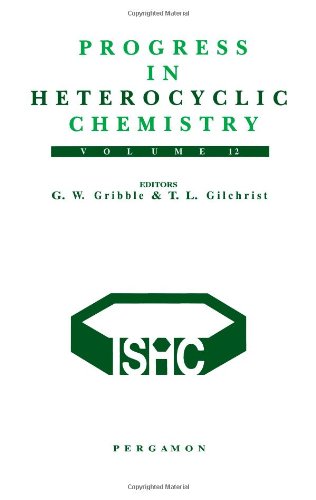 PROGRESS
IN
HETEROCYCLIC
CHEMISTRY
VOLUME 12
EDITORS
G. W. Gribble & T. L. Gilchrist
ISHC
PERGAMON